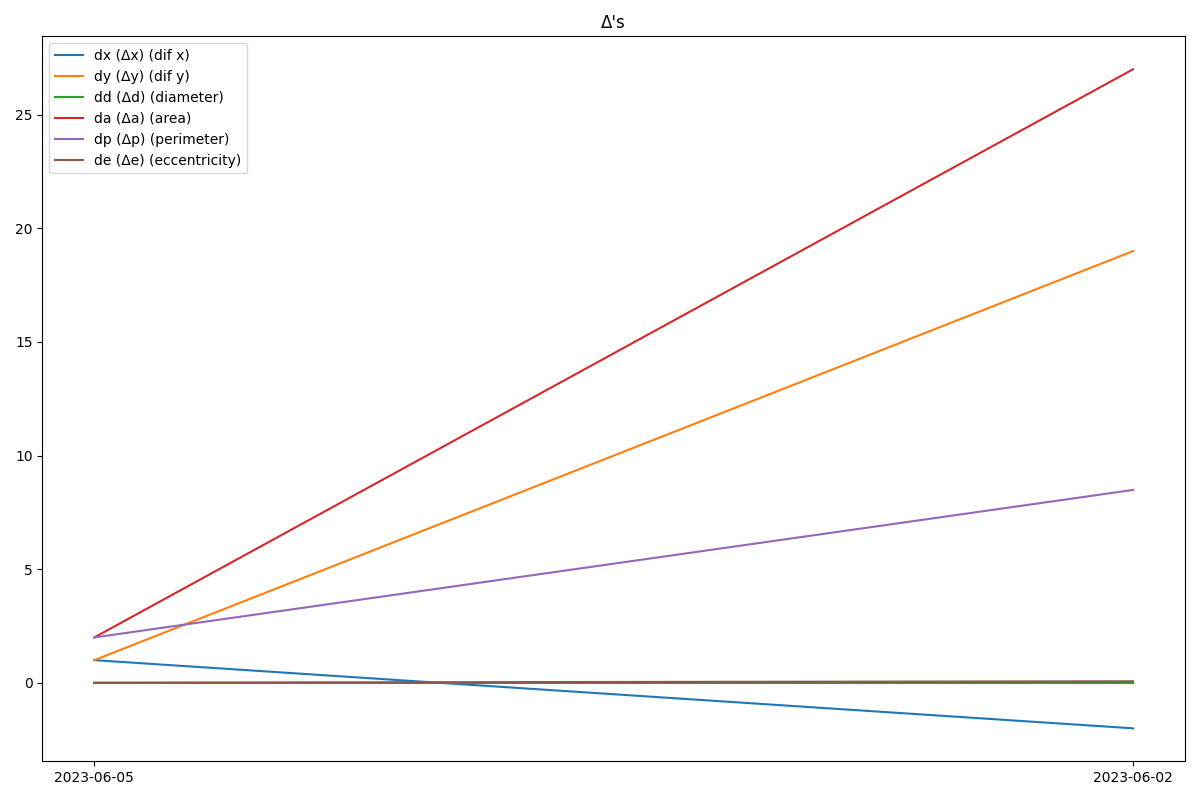 Δ's
dx (Δx) (dif x)
dy (Δy) (dif y)
dd (Δd) (diameter)
da (Δa) (area)
dp (Δp) (perimeter)
de (Δe) (eccentricity)
25
20
15
10
5
0
2023-06-05 2023-06-02